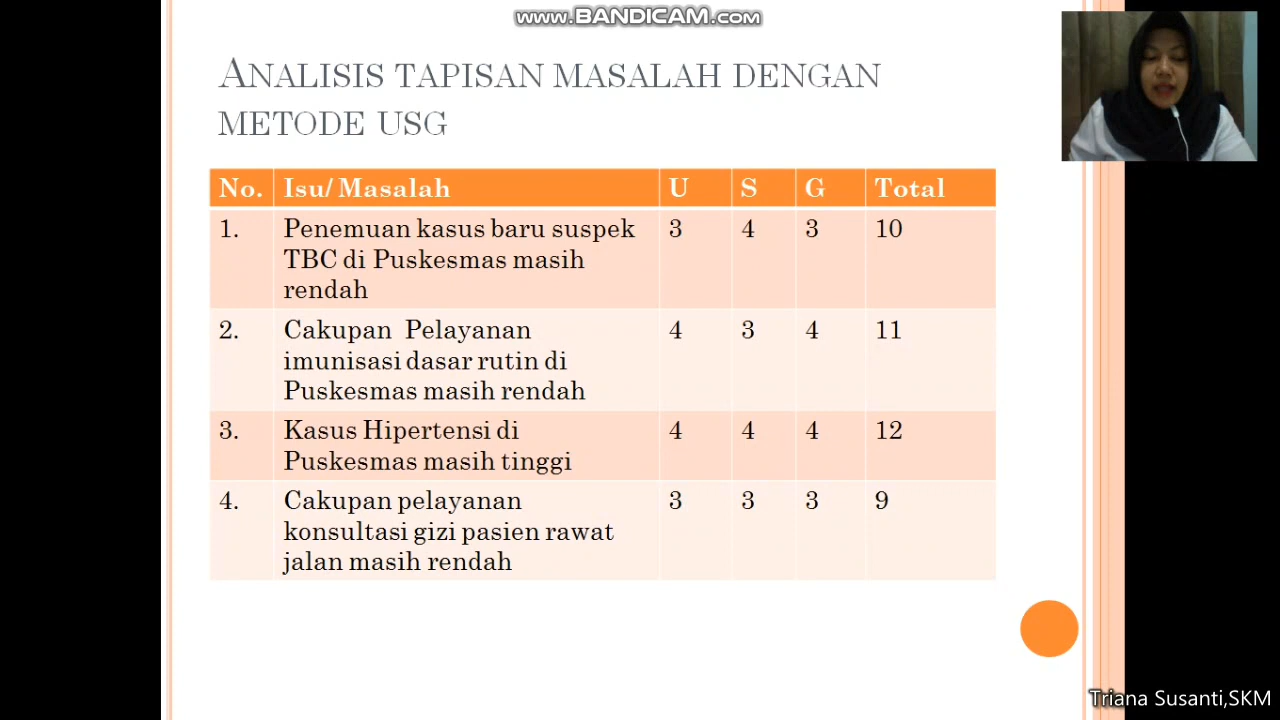 www.BANDICAM.com
ANALISIS TAPISAN MASALAH DENGAN
METODE USG
No. Isu/ Masalah U S G Total
1. Penemuan kasus baru suspek 3 4 3 10
TBC di Puskesmas masih
rendah
2. Cakupan Pelayanan 4 3 4 11
imunisasi dasar rutin di
Puskesmas masih rendah
3. Kasus Hipertensi di 4 4 4 12
Puskesmas masih tinggi
4. Cakupan pelayanan 3 3 3 9
konsultasi gizi pasien rawat
jalan masih rendah
Triana Susanti,SKM